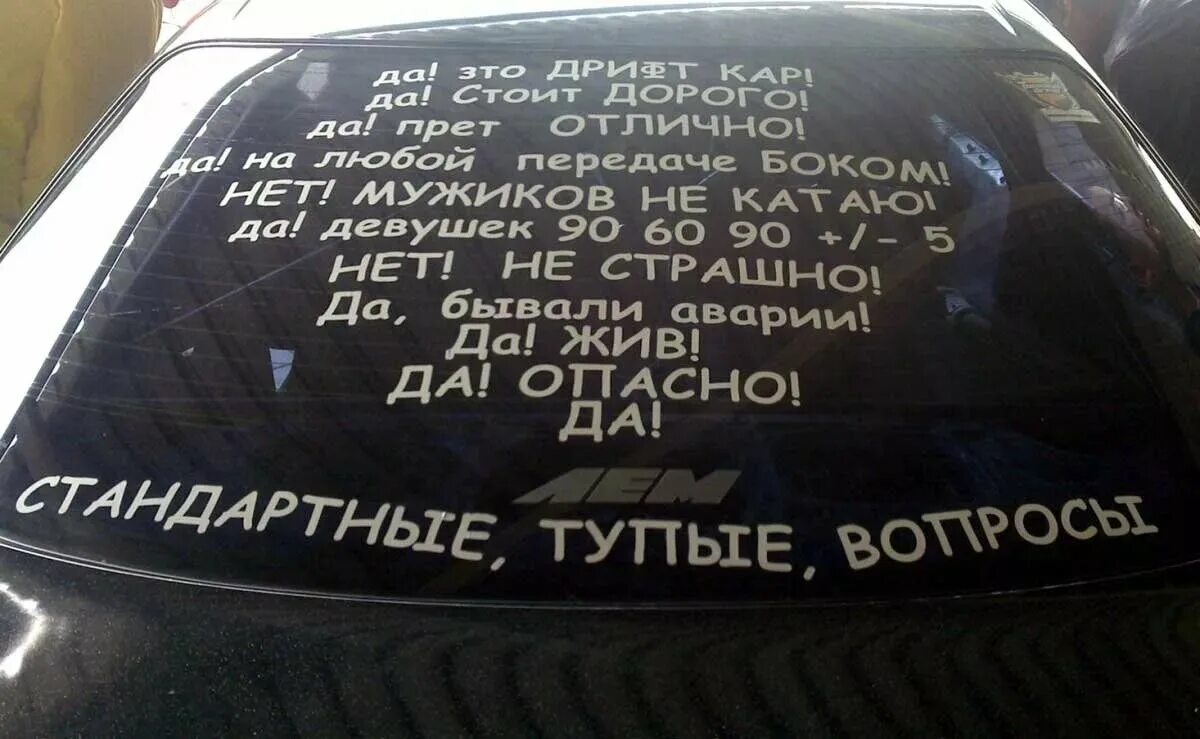 да! зто ДРИФТ КАР!
да! Стоит ДОРОГО!
да! прет ОТЛИЧНО!
да! на любой передаче БОКОМ!
НЕТ! МУЖИКОВ НЕ КАТАЮ!
да! девушек 90 60 90 +/- 5
НЕТ! НЕ СТРАШНО!
Да, бывали аварии!
Да! ЖИВ!
ДА! ОПАСНО!
ДА!
AEM
СТАНДАРТНЫЕ, ТУПЫЕ, ВОПРОСЫ